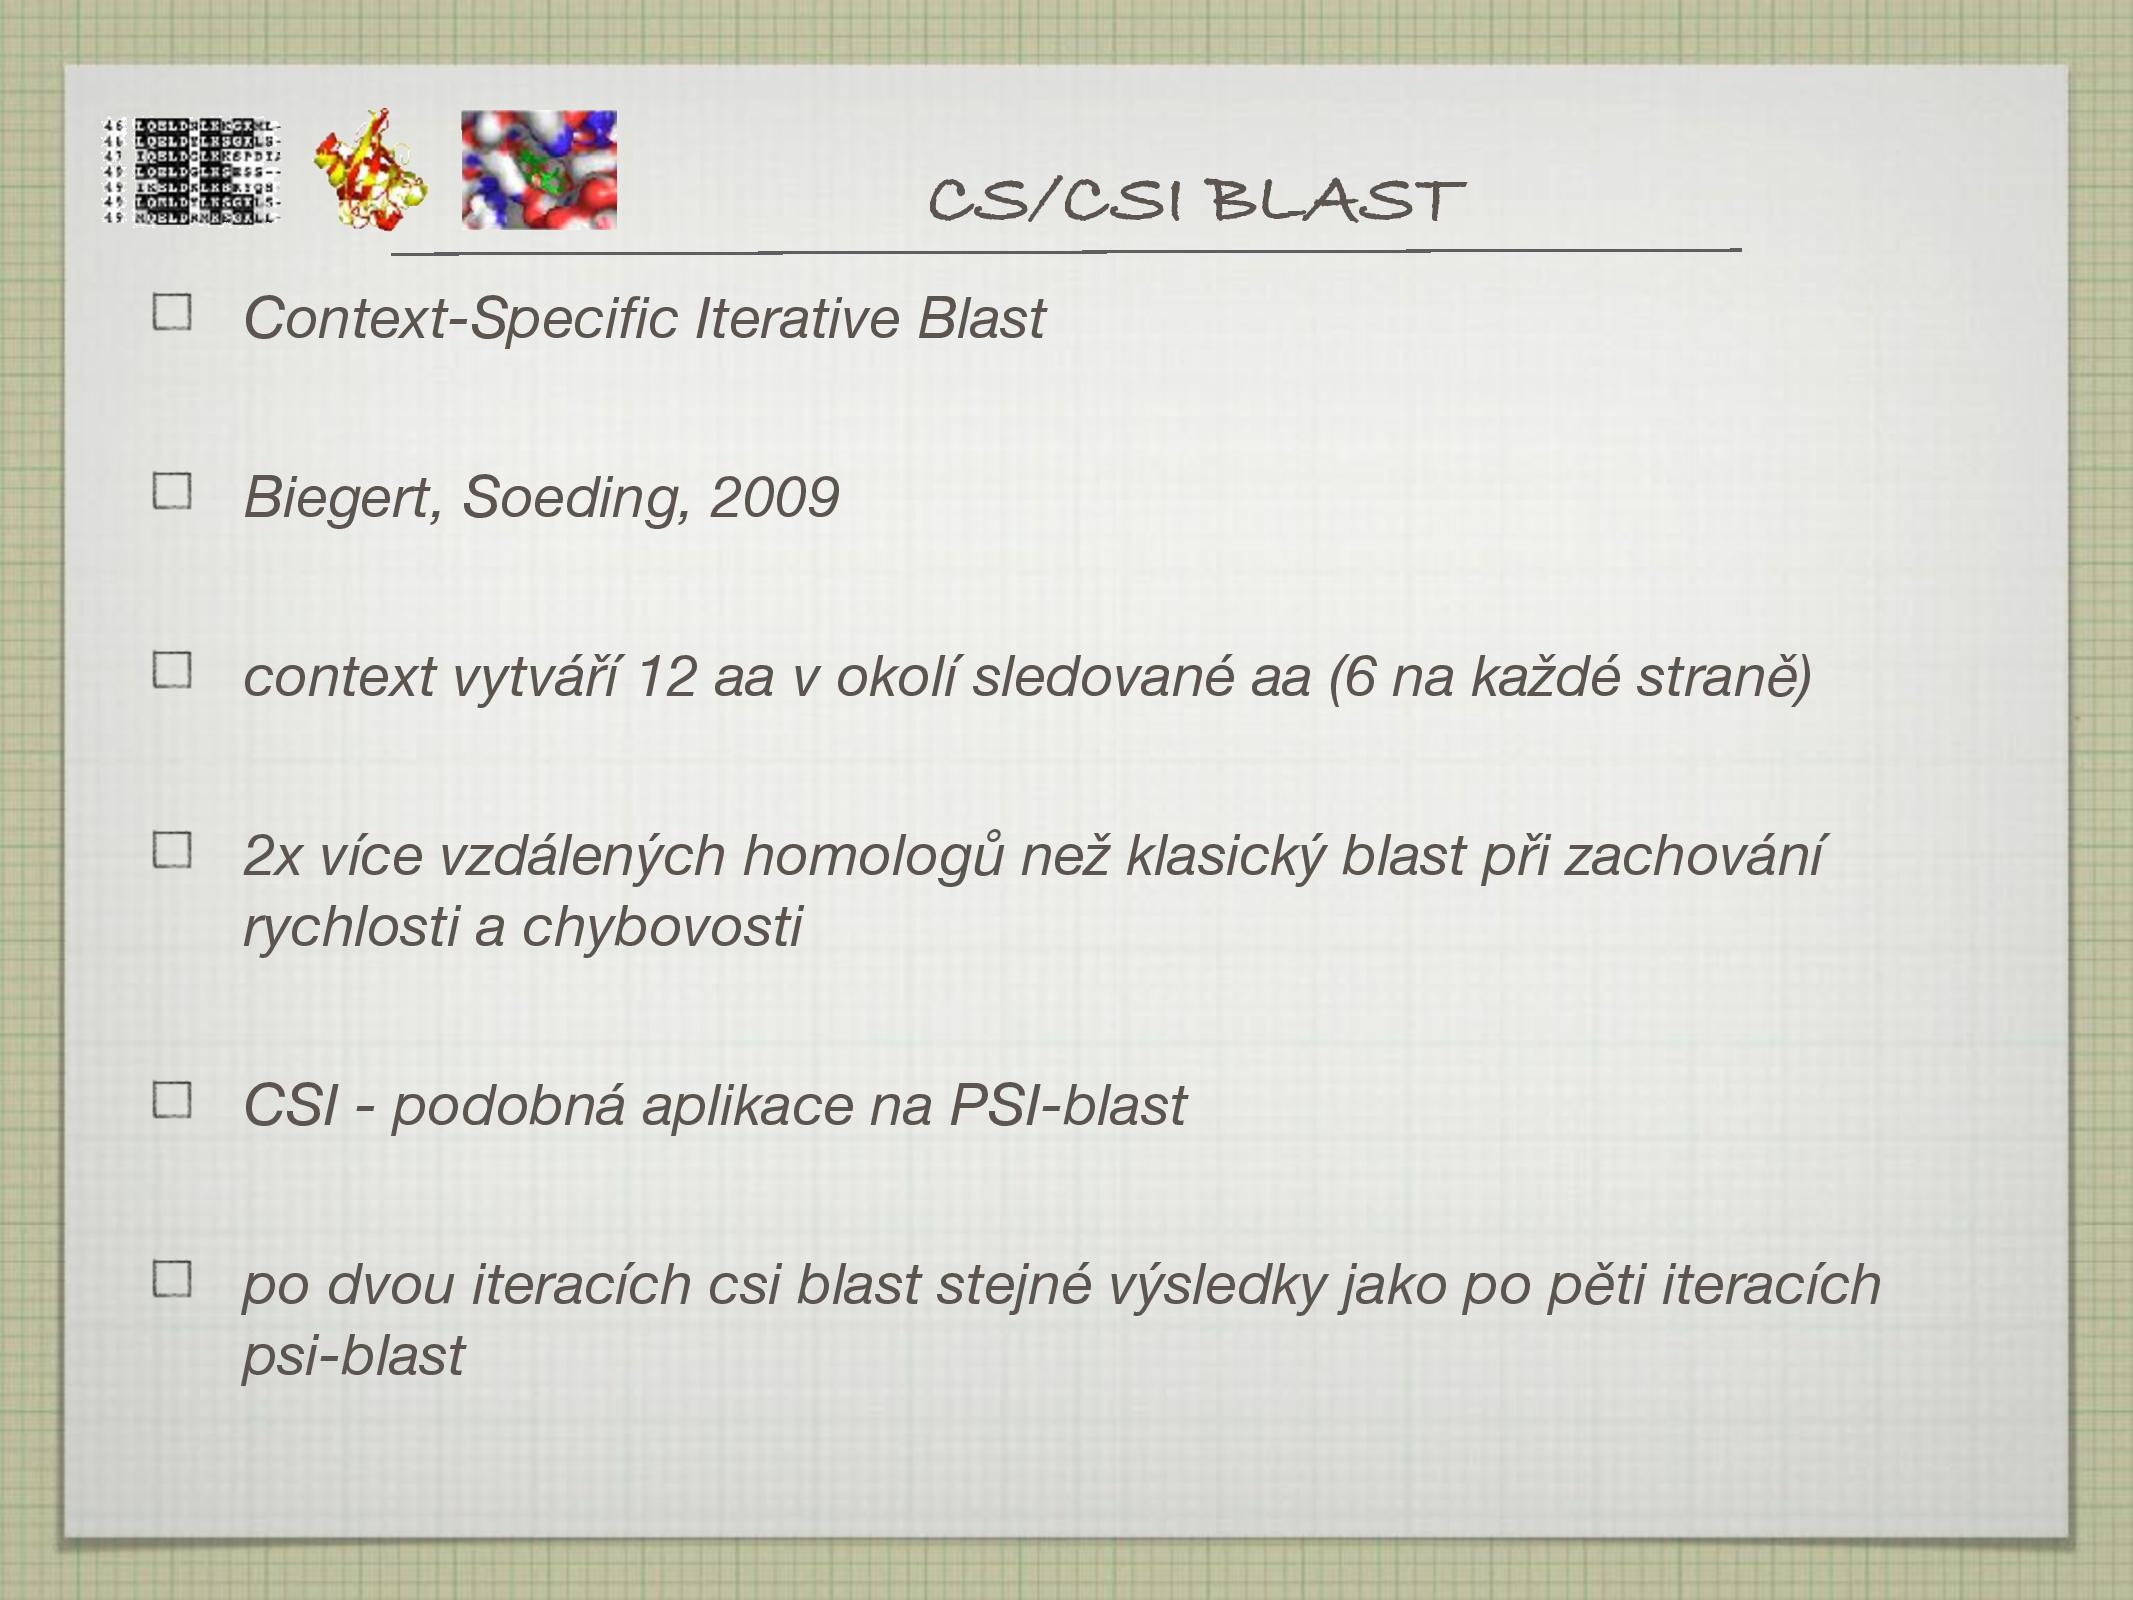 CS/CSI BLAST
Context-Specific Iterative Blast
Biegert, Soeding, 2009
context vytváří 12 aa v okolí sledované aa (6 na každé straně)
2x více vzdálených homologů než klasický blast při zachování
rychlosti a chybovosti
CSI - podobná aplikace na PSI-blast
po dvou iteracích csi blast stejné výsledky jako po pěti iteracích
psi-blast